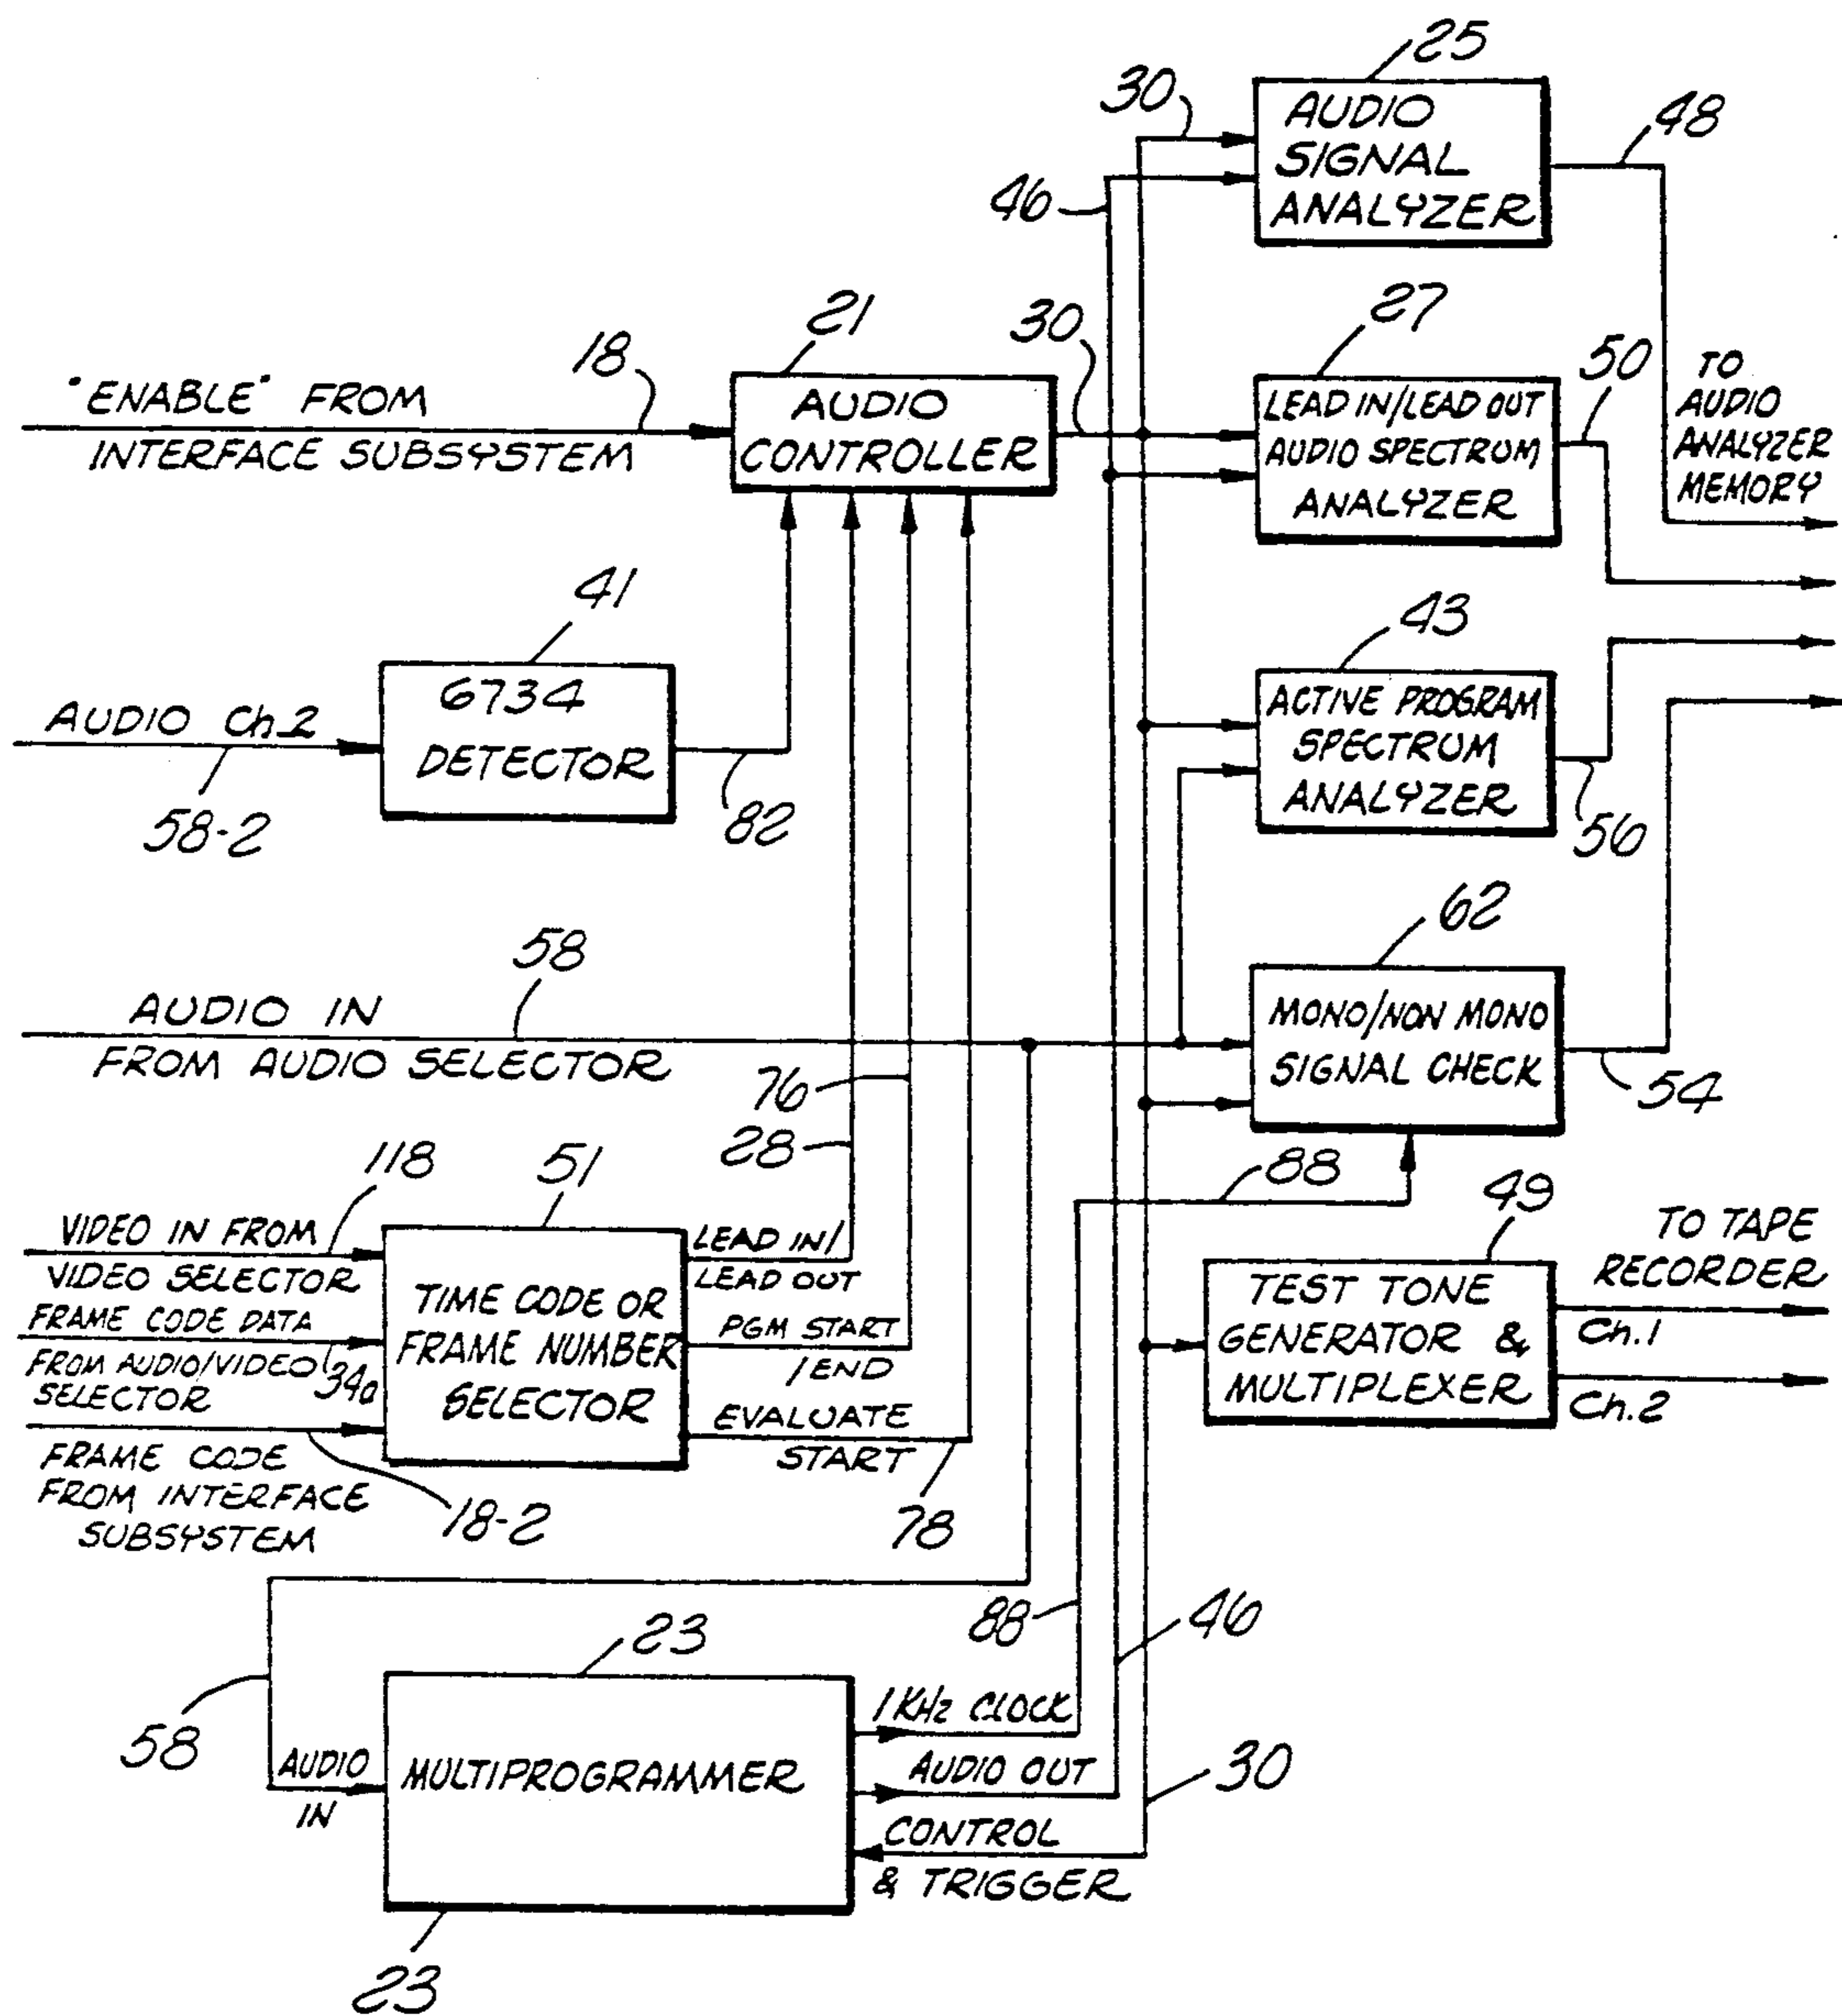 25
30
AUDIO
SIGNAL
ANALYZER
48
46
21
30
27
50
TO
AUDIO
ANALYZER
MEMORY
"ENABLE" FROM
INTERFACE SUBSYSTEM
18
AUDIO
CONTROLLER
LEAD IN/LEAD OUT
AUDIO SPECTRUM
ANALYZER
41
43
AUDIO Ch.2
58-2
6734
DETECTOR
82
ACTIVE PROGRAM
SPECTRUM
ANALYZER
56
62
58
AUDIO IN
FROM AUDIO SELECTOR
MONO/NON MONO
SIGNAL CHECK
54
76
28
88
118
51
49
VIDEO IN FROM
VIDEO SELECTOR
FRAME CODE DATA
FROM AUDIO/VIDEO
SELECTOR
34a
FRAME CODE
FROM INTERFACE
SUBSYSTEM
18-2
TIME CODE OR
FRAME NUMBER
SELECTOR
LEAD IN/
LEAD OUT
PGM START
/END
EVALUATE
START
78
TEST TONE
GENERATOR &
MULTIPLEXER
TO TAPE
RECORDER
Ch.1
Ch.2
88
46
23
58
AUDIO
IN
MULTIPROGRAMMER
1KHz CLOCK
AUDIO OUT
CONTROL
& TRIGGER
30
23